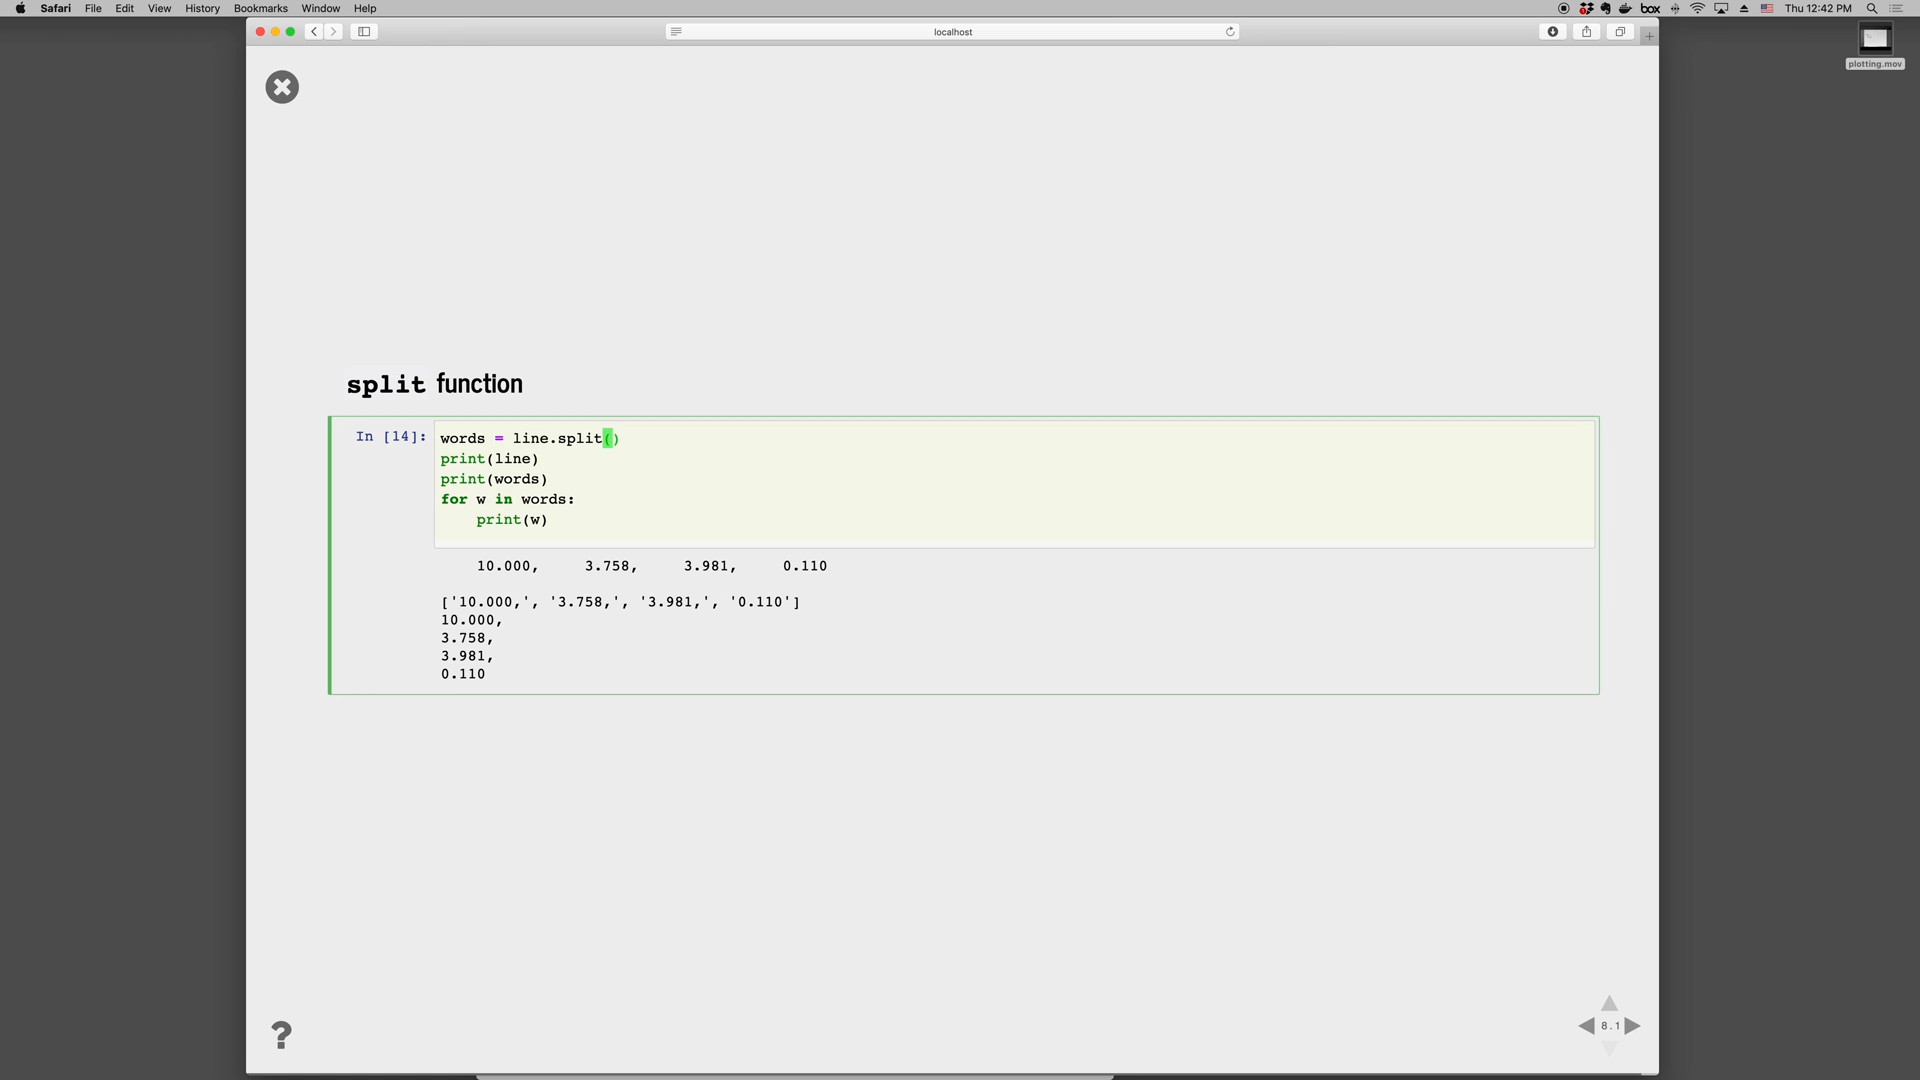 Safari File Edit View History Bookmarks Window Help box Thu 12:42 PM
localhost
plotting.mov
split function
In [14]: words = line.split()
print(line)
print(words)
for w in words:
    print(w)
10.000, 3.758, 3.981, 0.110
['10.000,', '3.758,', '3.981,', '0.110']
10.000,
3.758,
3.981,
0.110
?
8.1